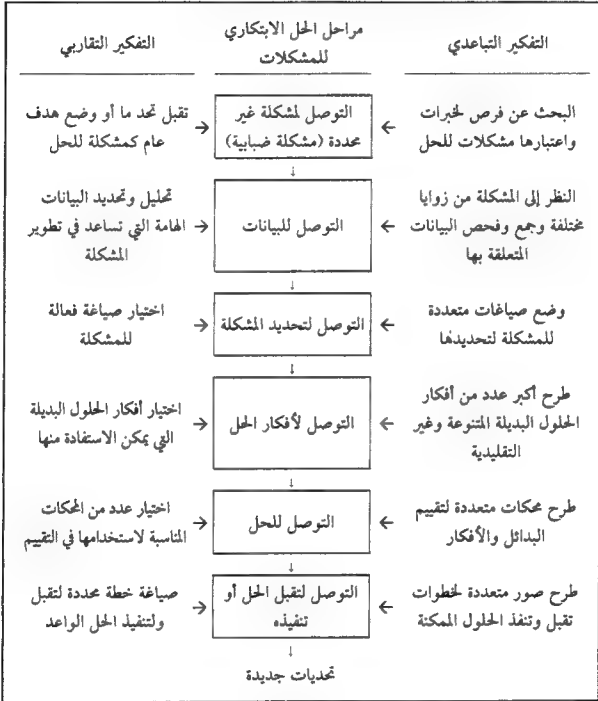 التفكير التباعدي
مراحل الحل الابتكاري
للمشكلات
التفكير التقاربي
البحث عن فرص لخبرات
واعتبارها مشكلات للحل
التوصل لمشكلة غير
محددة (مشكلة ضبابية)
تقبل تحد ما أو وضع هدف
عام كمشكلة للحل
النظر إلى المشكلة من زوايا
مختلفة وجمع وفحص البيانات
المتعلقة بها
التوصل للبيانات
تحليل وتحديد البيانات
الهامة التي تساعد في تطوير
المشكلة
وضع صياغات متعددة
للمشكلة لتحديدها
التوصل لتحديد المشكلة
اختيار صياغة فعالة
للمشكلة
طرح أكبر عدد من أفكار
الحلول البديلة المتنوعة وغير
التقليدية
التوصل لأفكار الحل
اختيار أفكار الحلول البديلة
التي يمكن الاستفادة منها
طرح محكات متعددة لتقييم
البدائل والأفكار
التوصل للحل
اختيار عدد من المحكات
المناسبة لاستخدامها في التقييم
طرح صور متعددة لخطوات
تقبل وتنفذ الحلول الممكنة
التوصل لتقبل الحل أو
تنفيذه
صياغة خطة محددة لتقبل
ولتنفيذ الحل الواعد
تحديات جديدة